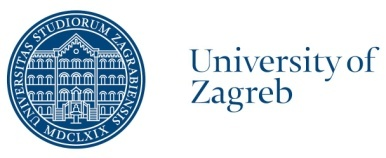 UNIVERSITAS STUDIORUM ZAGRABIENSIS
MDCLXIX
University of
Zagreb